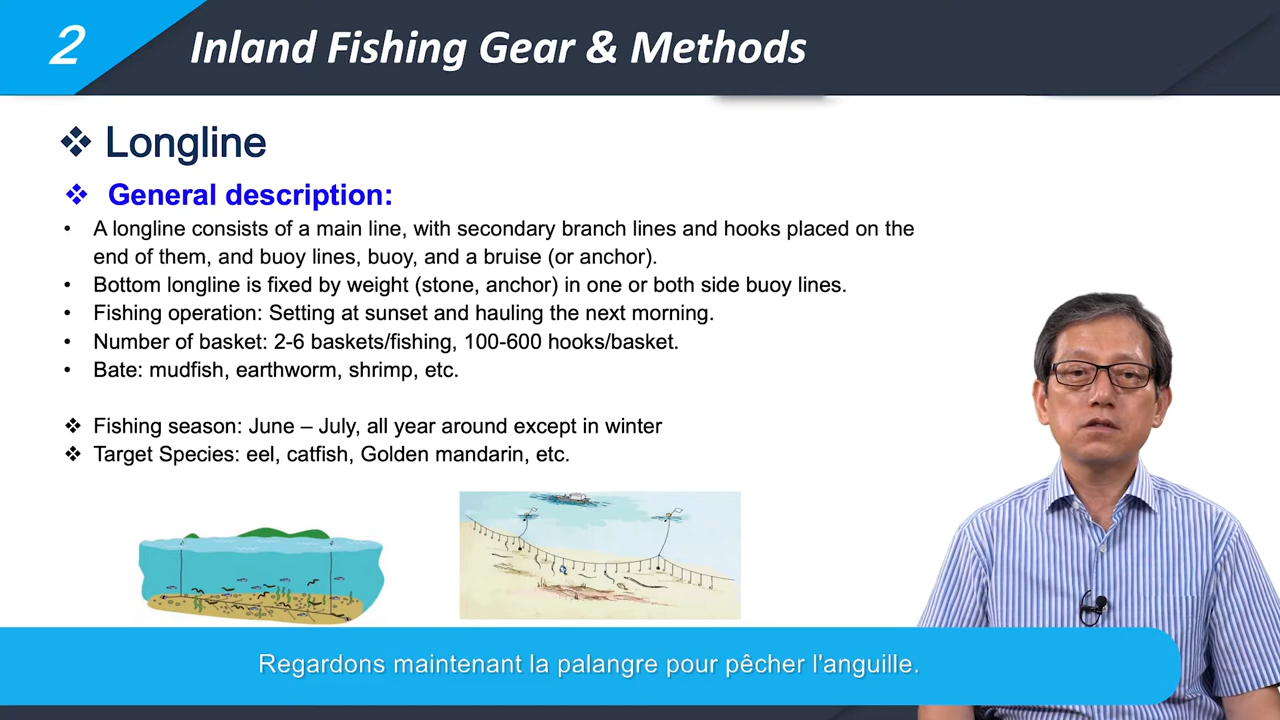 2
Inland Fishing Gear & Methods
❖ Longline
❖ General description:
• A longline consists of a main line, with secondary branch lines and hooks placed on the
end of them, and buoy lines, buoy, and a bruise (or anchor).
• Bottom longline is fixed by weight (stone, anchor) in one or both side buoy lines.
• Fishing operation: Setting at sunset and hauling the next morning.
• Number of basket: 2-6 baskets/fishing, 100-600 hooks/basket.
• Bate: mudfish, earthworm, shrimp, etc.
❖ Fishing season: June – July, all year around except in winter
❖ Target Species: eel, catfish, Golden mandarin, etc.
Regardons maintenant la palangre pour pêcher l'anguille.